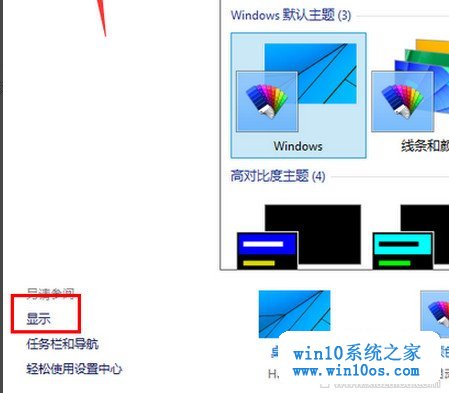 Windows 默认主题 (3)
Windows
线条和颜
高对比度主题 (4)
另请参阅
显示
任务栏和导航
轻松使用设置中心
win10系统之家
www.win10os.com